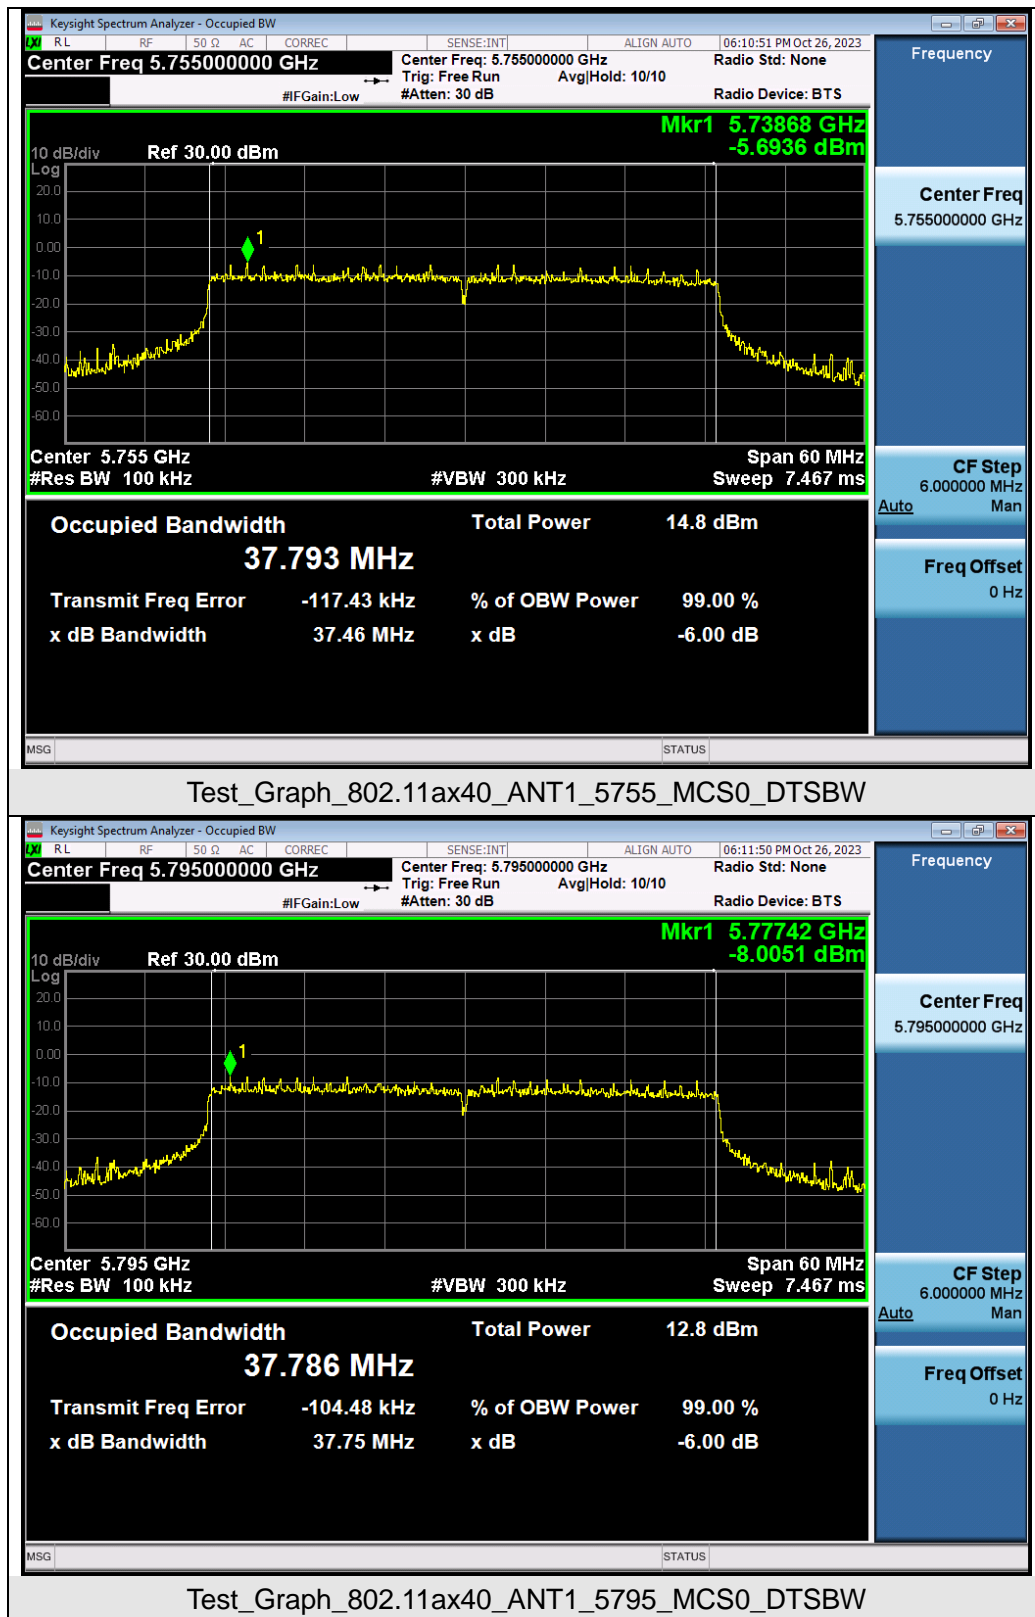 Keysight Spectrum Analyzer - Occupied BW
LXI RL RF 50 Ω AC CORREC SENSE:INT ALIGN AUTO 06:10:51 PM Oct 26, 2023
Center Freq 5.755000000 GHz
Center Freq: 5.755000000 GHz
Radio Std: None
Trig: Free Run Avg|Hold: 10/10
#IFGain:Low
#Atten: 30 dB
Radio Device: BTS
Frequency
Mkr1 5.73868 GHz
-5.6936 dBm
10 dB/div Ref 30.00 dBm
Log
20.0
10.0
0.00
-10.0
-20.0
-30.0
-40.0
-50.0
-60.0
1
Center 5.755 GHz
Span 60 MHz
#Res BW 100 kHz
#VBW 300 kHz
Sweep 7.467 ms
Center Freq
5.755000000 GHz
CF Step
6.000000 MHz
Auto Man
Freq Offset
0 Hz
Occupied Bandwidth
Total Power 14.8 dBm
37.793 MHz
Transmit Freq Error -117.43 kHz % of OBW Power 99.00 %
x dB Bandwidth 37.46 MHz x dB -6.00 dB
MSG STATUS
Test_Graph_802.11ax40_ANT1_5755_MCS0_DTSBW
Keysight Spectrum Analyzer - Occupied BW
LXI RL RF 50 Ω AC CORREC SENSE:INT ALIGN AUTO 06:11:50 PM Oct 26, 2023
Center Freq 5.795000000 GHz
Center Freq: 5.795000000 GHz
Radio Std: None
Trig: Free Run Avg|Hold: 10/10
#IFGain:Low
#Atten: 30 dB
Radio Device: BTS
Frequency
Mkr1 5.77742 GHz
-8.0051 dBm
10 dB/div Ref 30.00 dBm
Log
20.0
10.0
0.00
-10.0
-20.0
-30.0
-40.0
-50.0
-60.0
1
Center 5.795 GHz
Span 60 MHz
#Res BW 100 kHz
#VBW 300 kHz
Sweep 7.467 ms
Center Freq
5.795000000 GHz
CF Step
6.000000 MHz
Auto Man
Freq Offset
0 Hz
Occupied Bandwidth
Total Power 12.8 dBm
37.786 MHz
Transmit Freq Error -104.48 kHz % of OBW Power 99.00 %
x dB Bandwidth 37.75 MHz x dB -6.00 dB
MSG STATUS
Test_Graph_802.11ax40_ANT1_5795_MCS0_DTSBW